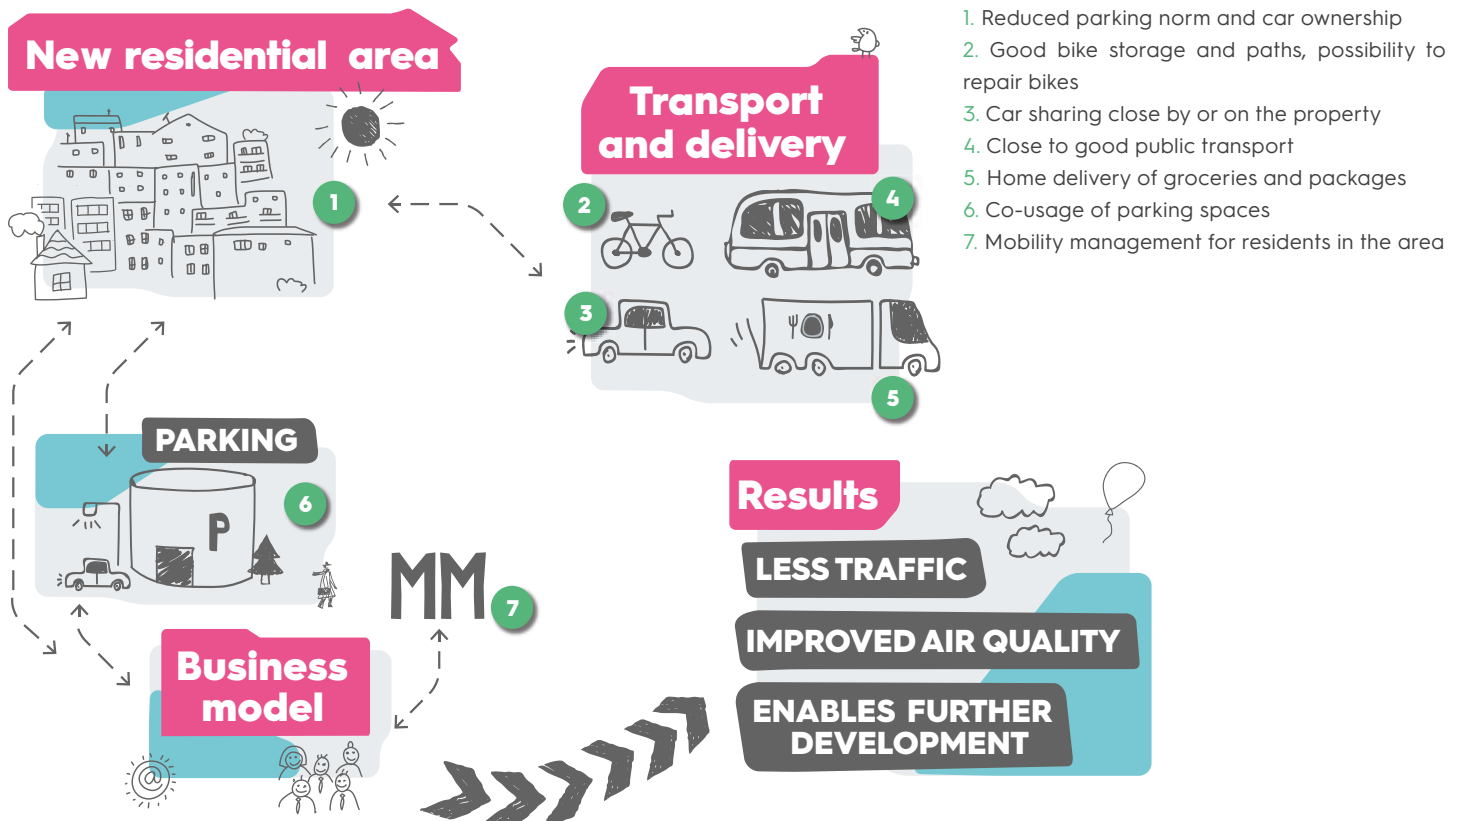 New residential area
1
Transport
and delivery
2
4
3
5
1. Reduced parking norm and car ownership
2. Good bike storage and paths, possibility to
repair bikes
3. Car sharing close by or on the property
4. Close to good public transport
5. Home delivery of groceries and packages
6. Co-usage of parking spaces
7. Mobility management for residents in the area
PARKING
P
6
MM
7
Business
model
@
Results
LESS TRAFFIC
IMPROVED AIR QUALITY
ENABLES FURTHER
DEVELOPMENT